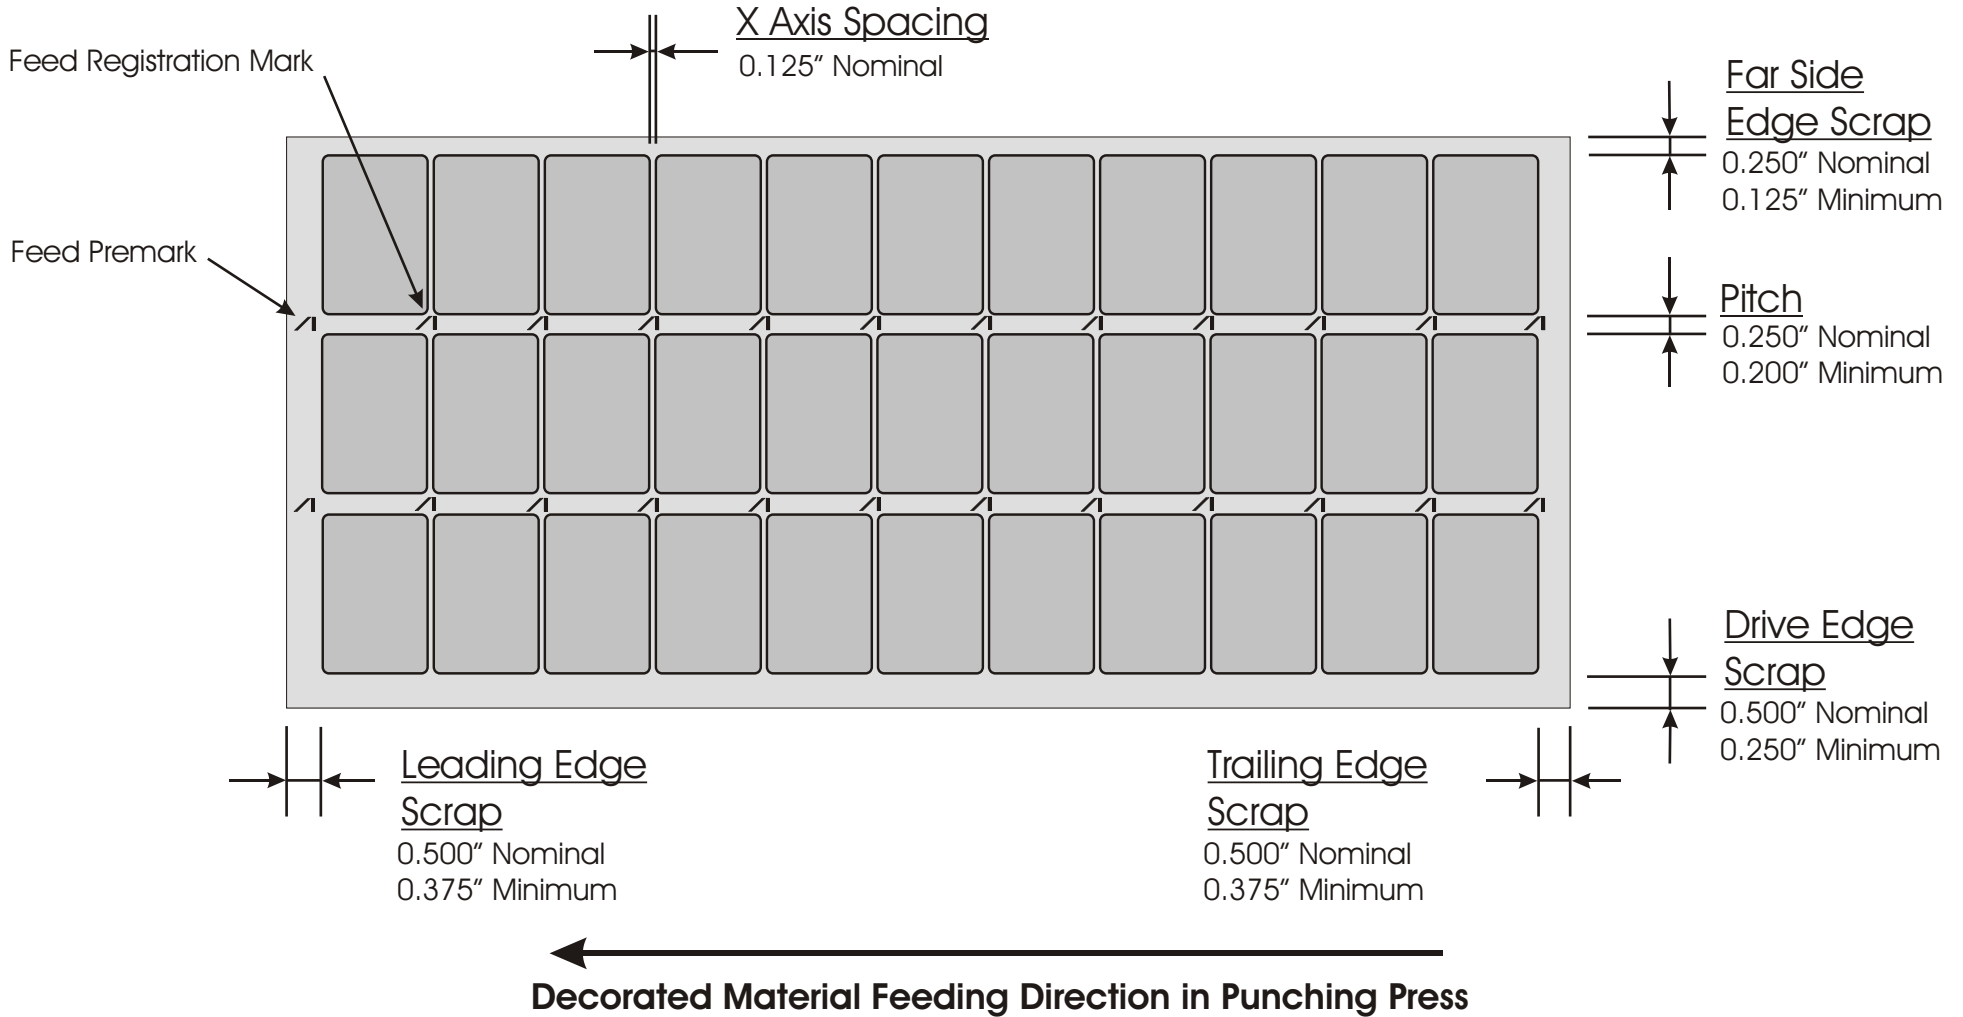 X Axis Spacing
0.125” Nominal
Feed Registration Mark
Far Side
Edge Scrap
0.250” Nominal
0.125” Minimum
Feed Premark
Pitch
0.250” Nominal
0.200” Minimum
Drive Edge
Scrap
0.500” Nominal
0.250” Minimum
Leading Edge
Scrap
0.500” Nominal
0.375” Minimum
Trailing Edge
Scrap
0.500” Nominal
0.375” Minimum
Decorated Material Feeding Direction in Punching Press